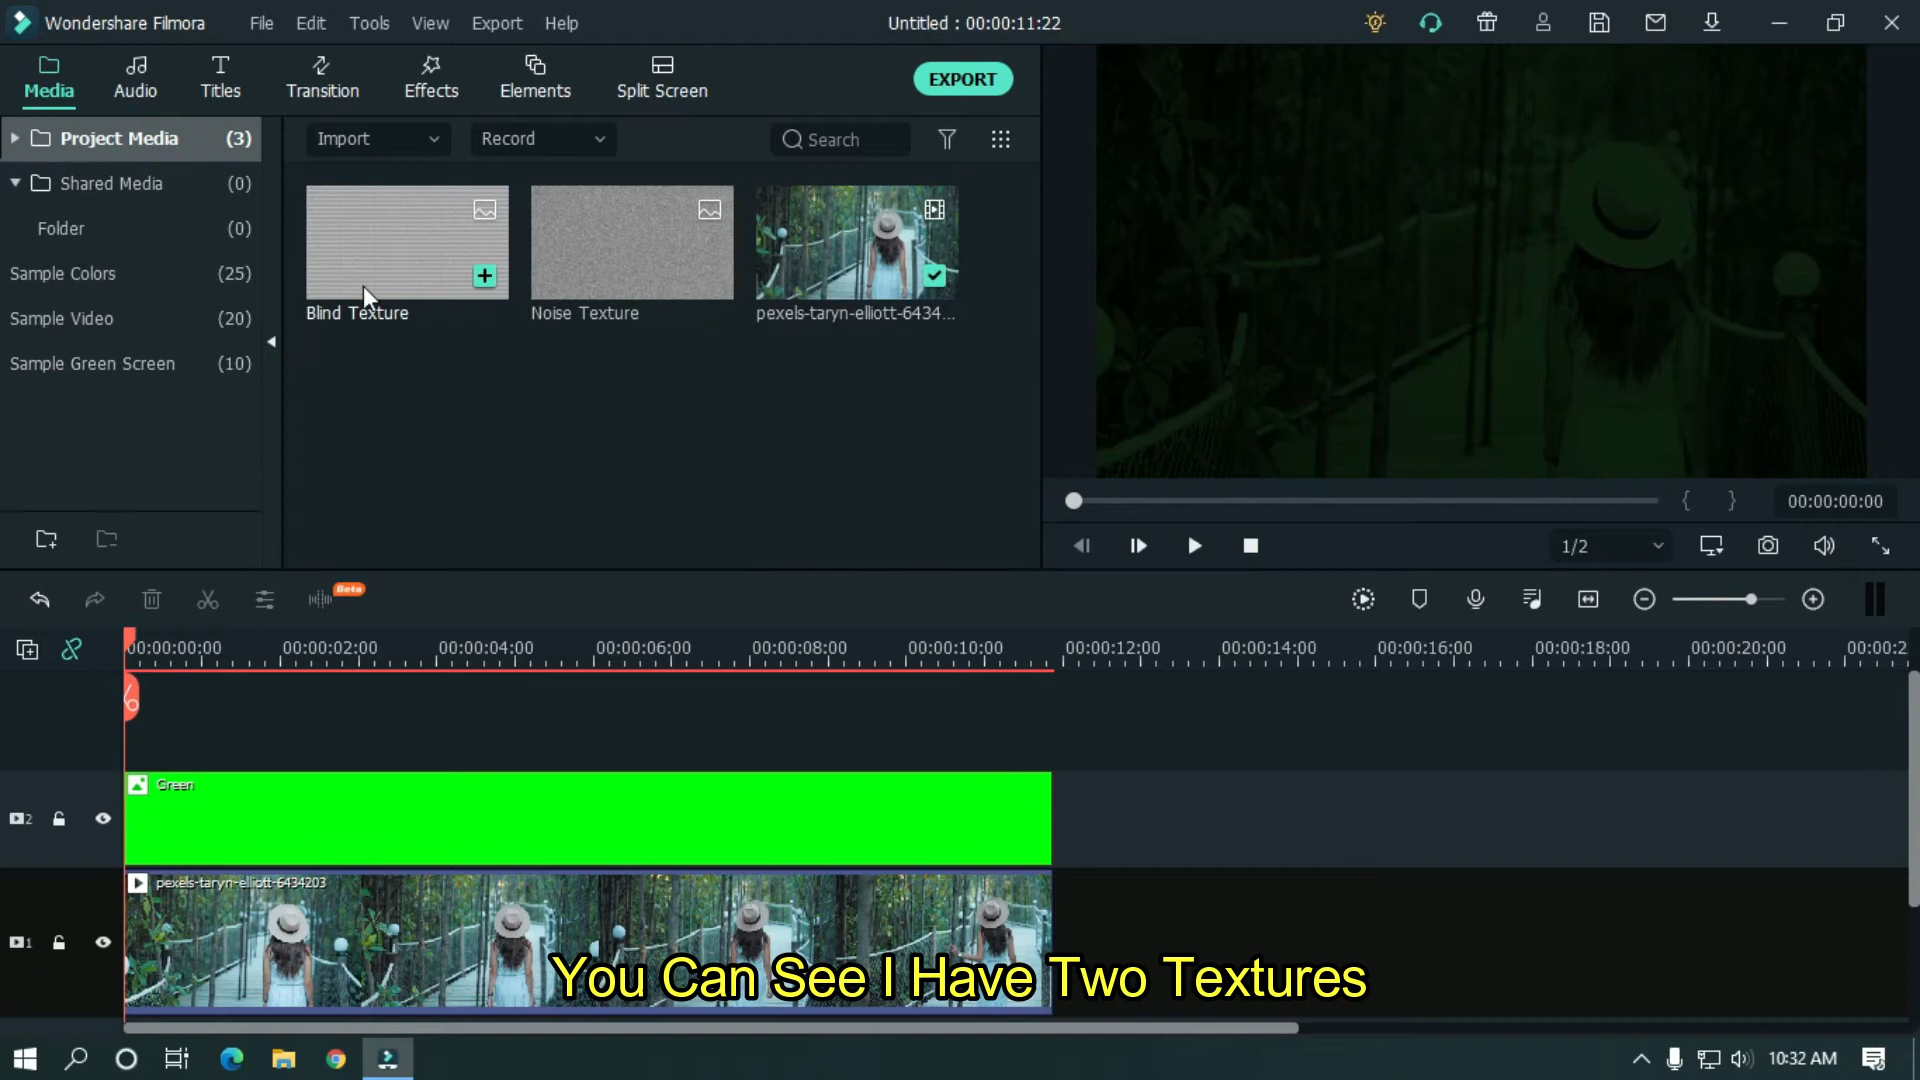 Wondershare Filmora File Edit Tools View Export Help Untitled : 00:00:11:22
Media Audio Titles Transition Effects Elements Split Screen EXPORT
Project Media (3) Import Record Search
Shared Media (0)
Folder (0)
Sample Colors (25)
Sample Video (20)
Sample Green Screen (10)
Blind Texture Noise Texture pexels-taryn-elliott-6434...
{ } 00:00:00:00
1/2
Beta
00:00:00:00 00:00:02:00 00:00:04:00 00:00:06:00 00:00:08:00 00:00:10:00 00:00:12:00 00:00:14:00 00:00:16:00 00:00:18:00 00:00:20:00 00:00:2
Green
2
pexels-taryn-elliott-6434203
1
You Can See I Have Two Textures
10:32 AM